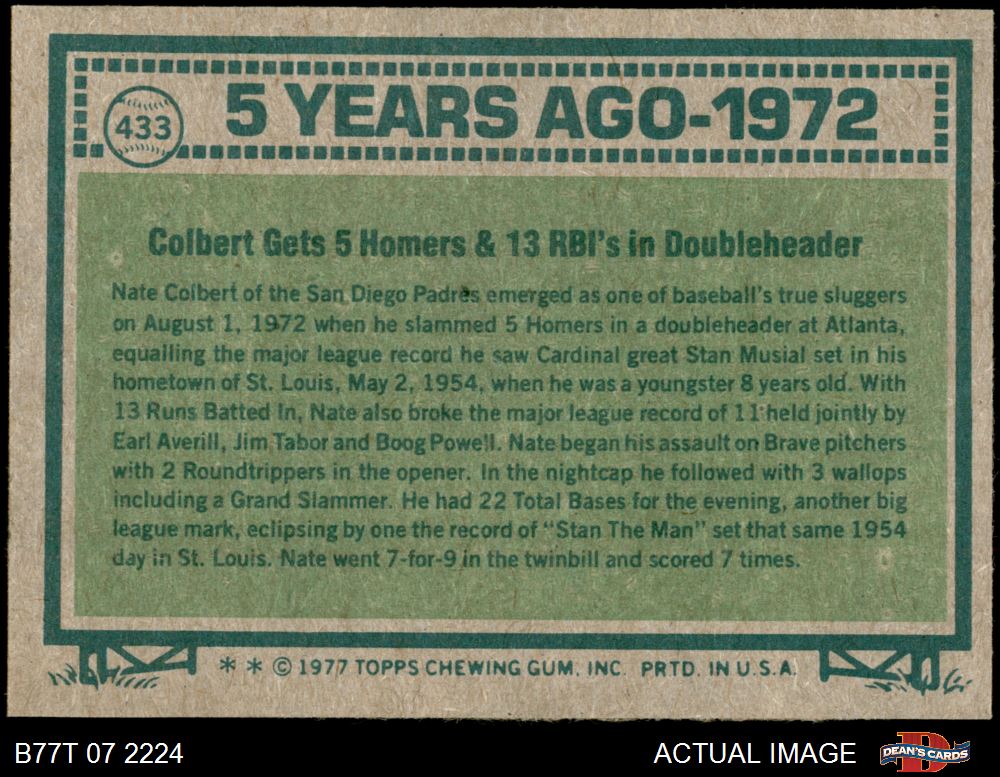 433
5 YEARS AGO-1972
Colbert Gets 5 Homers & 13 RBI's in Doubleheader
Nate Colbert of the San Diego Padres emerged as one of baseball's true sluggers
on August 1, 1972 when he slammed 5 Homers in a doubleheader at Atlanta,
equalling the major league record he saw Cardinal great Stan Musial set in his
hometown of St. Louis, May 2, 1954, when he was a youngster 8 years old. With
13 Runs Batted In, Nate also broke the major league record of 11 held jointly by
Earl Averill, Jim Tabor and Boog Powell. Nate began his assault on Brave pitchers
with 2 Roundtrippers in the opener. In the nightcap he followed with 3 wallops
including a Grand Slammer. He had 22 Total Bases for the evening, another big
league mark, eclipsing by one the record of "Stan The Man" set that same 1954
day in St. Louis. Nate went 7-for-9 in the twinbill and scored 7 times.
* * © 1977 TOPPS CHEWING GUM, INC. PRTD. IN U.S.A.
B77T 07 2224
ACTUAL IMAGE
D
DEAN'S CARDS